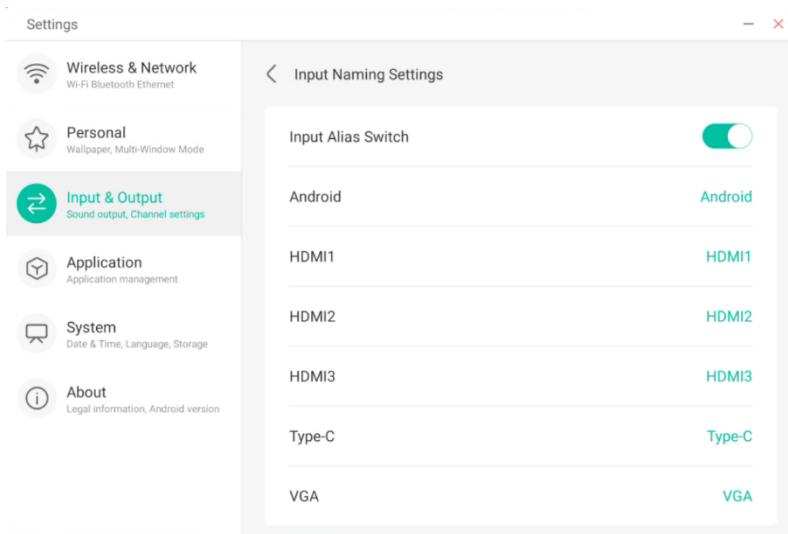 Settings
Wireless & Network
Wi-Fi Bluetooth Ethernet
Personal
Wallpaper, Multi-Window Mode
Input & Output
Sound output, Channel settings
Application
Application management
System
Date & Time, Language, Storage
About
Legal information, Android version
Input Naming Settings
Input Alias Switch
Android Android
HDMI1 HDMI1
HDMI2 HDMI2
HDMI3 HDMI3
Type-C Type-C
VGA VGA